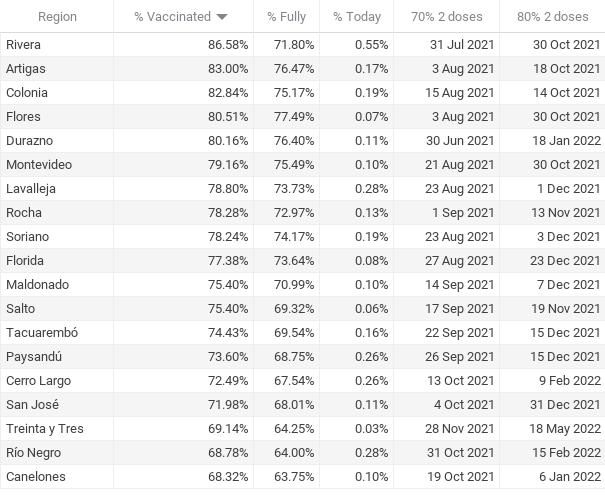 Region % Vaccinated % Fully % Today 70% 2 doses 80% 2 doses
Rivera 86.58% 71.80% 0.55% 31 Jul 2021 30 Oct 2021
Artigas 83.00% 76.47% 0.17% 3 Aug 2021 18 Oct 2021
Colonia 82.84% 75.17% 0.19% 15 Aug 2021 14 Oct 2021
Flores 80.51% 77.49% 0.07% 3 Aug 2021 30 Oct 2021
Durazno 80.16% 76.40% 0.11% 30 Jun 2021 18 Jan 2022
Montevideo 79.16% 75.49% 0.10% 21 Aug 2021 30 Oct 2021
Lavalleja 78.80% 73.73% 0.28% 23 Aug 2021 1 Dec 2021
Rocha 78.28% 72.97% 0.13% 1 Sep 2021 13 Nov 2021
Soriano 78.24% 74.17% 0.19% 23 Aug 2021 3 Dec 2021
Florida 77.38% 73.64% 0.08% 27 Aug 2021 23 Dec 2021
Maldonado 75.40% 70.99% 0.10% 14 Sep 2021 7 Dec 2021
Salto 75.40% 69.32% 0.06% 17 Sep 2021 19 Nov 2021
Tacuarembó 74.43% 69.54% 0.16% 22 Sep 2021 15 Dec 2021
Paysandú 73.60% 68.75% 0.26% 26 Sep 2021 15 Dec 2021
Cerro Largo 72.49% 67.54% 0.26% 13 Oct 2021 9 Feb 2022
San José 71.98% 68.01% 0.11% 4 Oct 2021 31 Dec 2021
Treinta y Tres 69.14% 64.25% 0.03% 28 Nov 2021 18 May 2022
Río Negro 68.78% 64.00% 0.28% 31 Oct 2021 15 Feb 2022
Canelones 68.32% 63.75% 0.10% 19 Oct 2021 6 Jan 2022